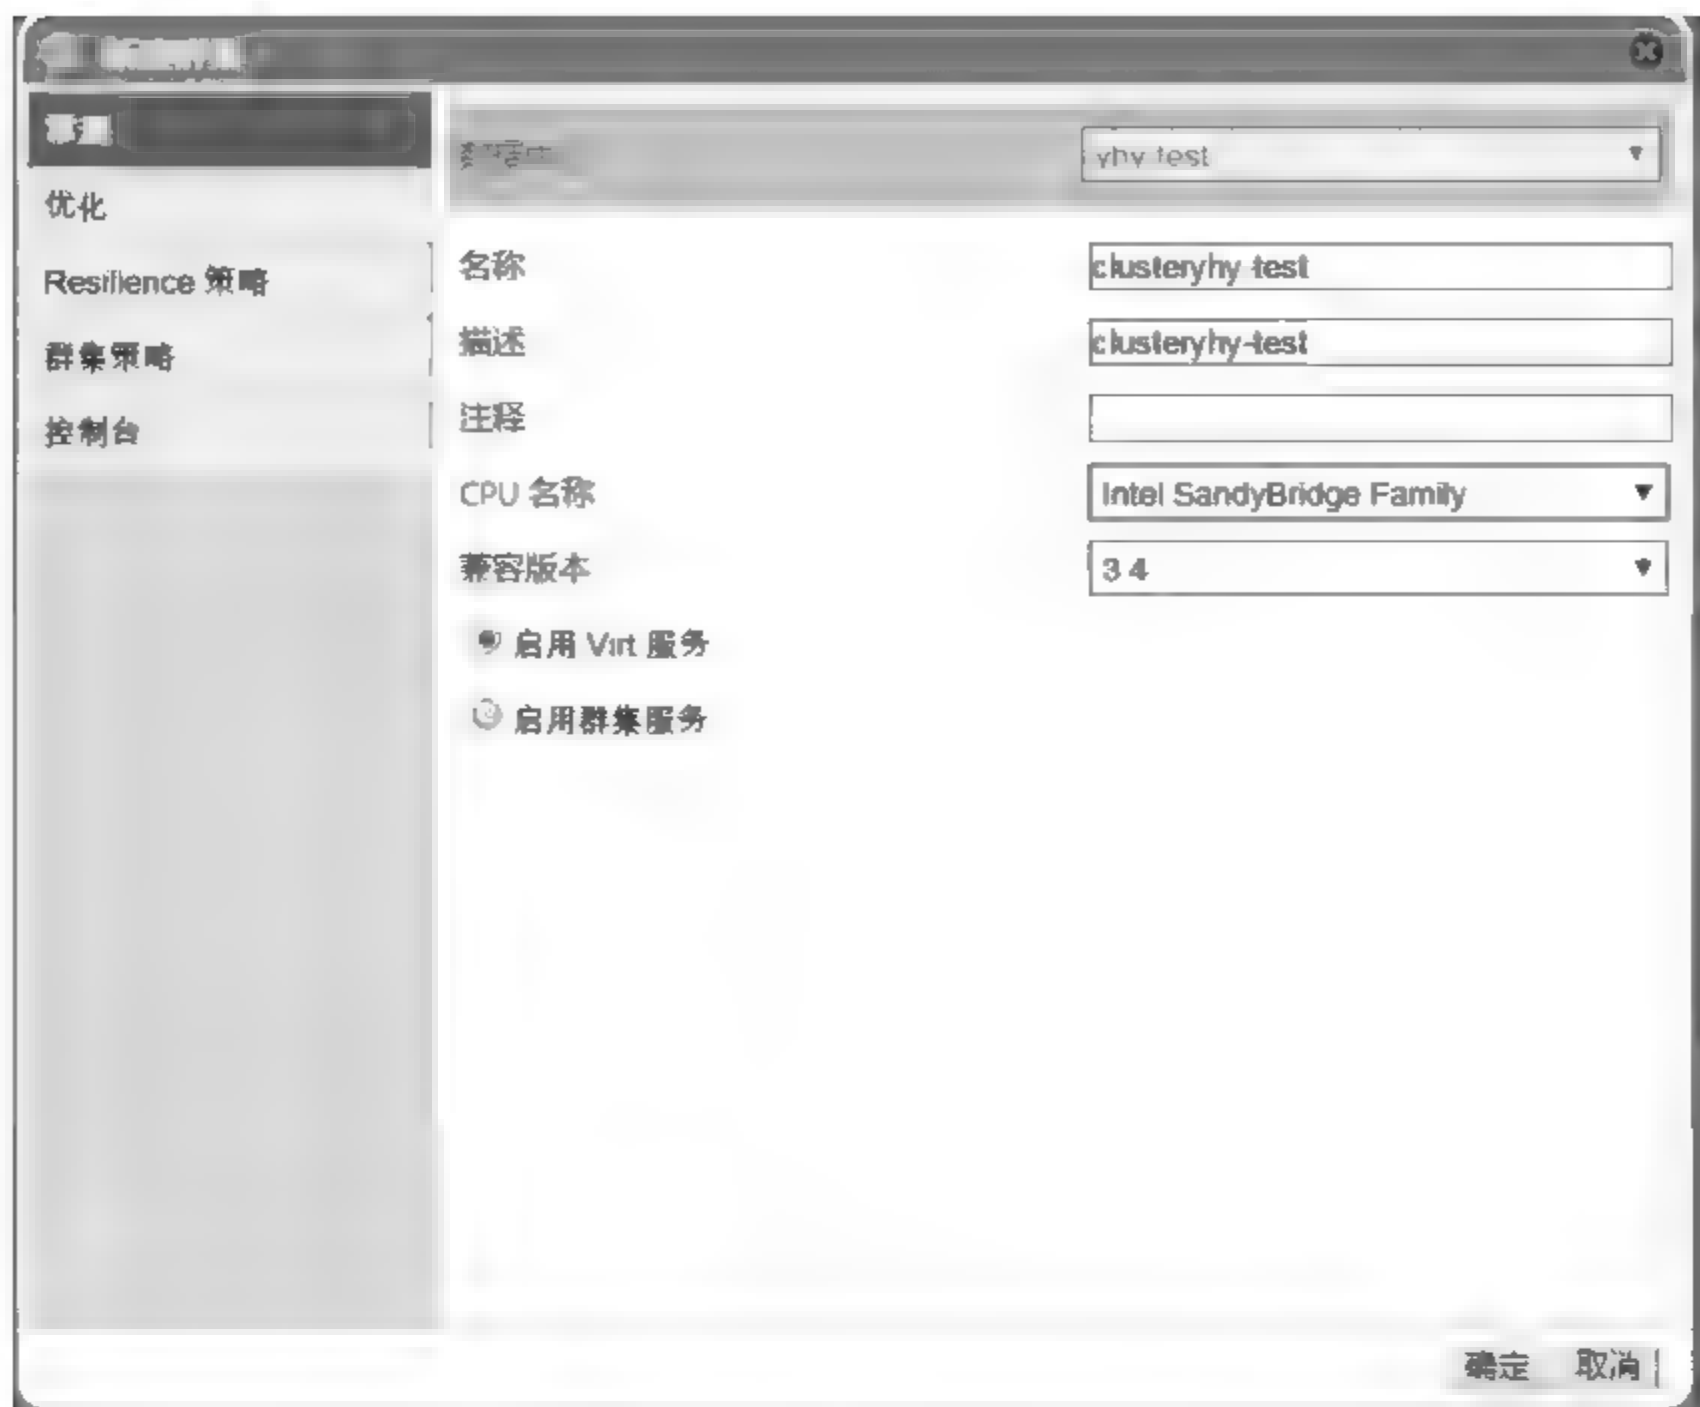 yhy test
优化
名称 clusteryhy-test
Resilience 策略
描述 clusteryhy-test
群集策略
注释
控制台
CPU 名称 Intel SandyBridge Family
兼容版本 3 4
启用 Virt 服务
启用群集服务
确定 取消